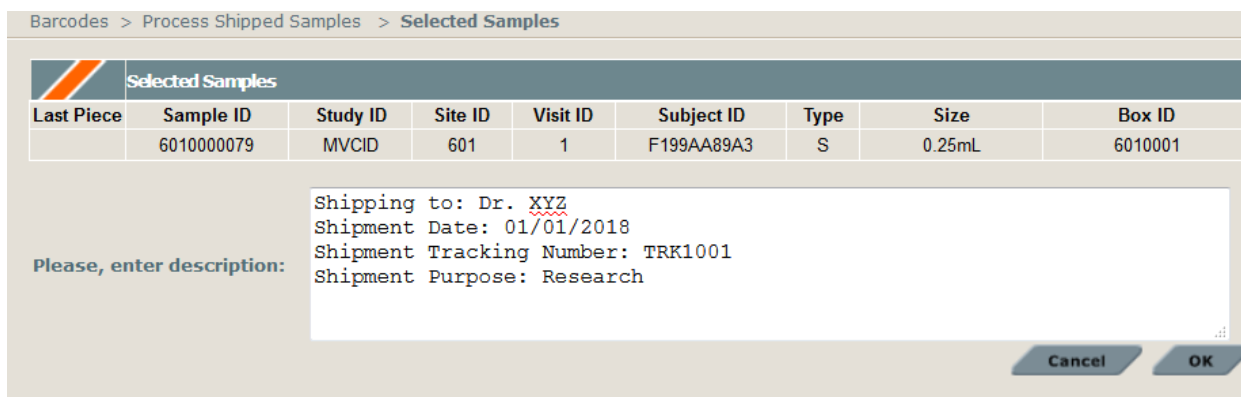 Barcodes > Process Shipped Samples > Selected Samples
Selected Samples
Last Piece Sample ID Study ID Site ID Visit ID Subject ID Type Size Box ID
6010000079 MVCID 601 1 F199AA89A3 S 0.25mL 6010001
Shipping to: Dr. XYZ
Shipment Date: 01/01/2018
Shipment Tracking Number: TRK1001
Please, enter description:
Shipment Purpose: Research
Cancel OK